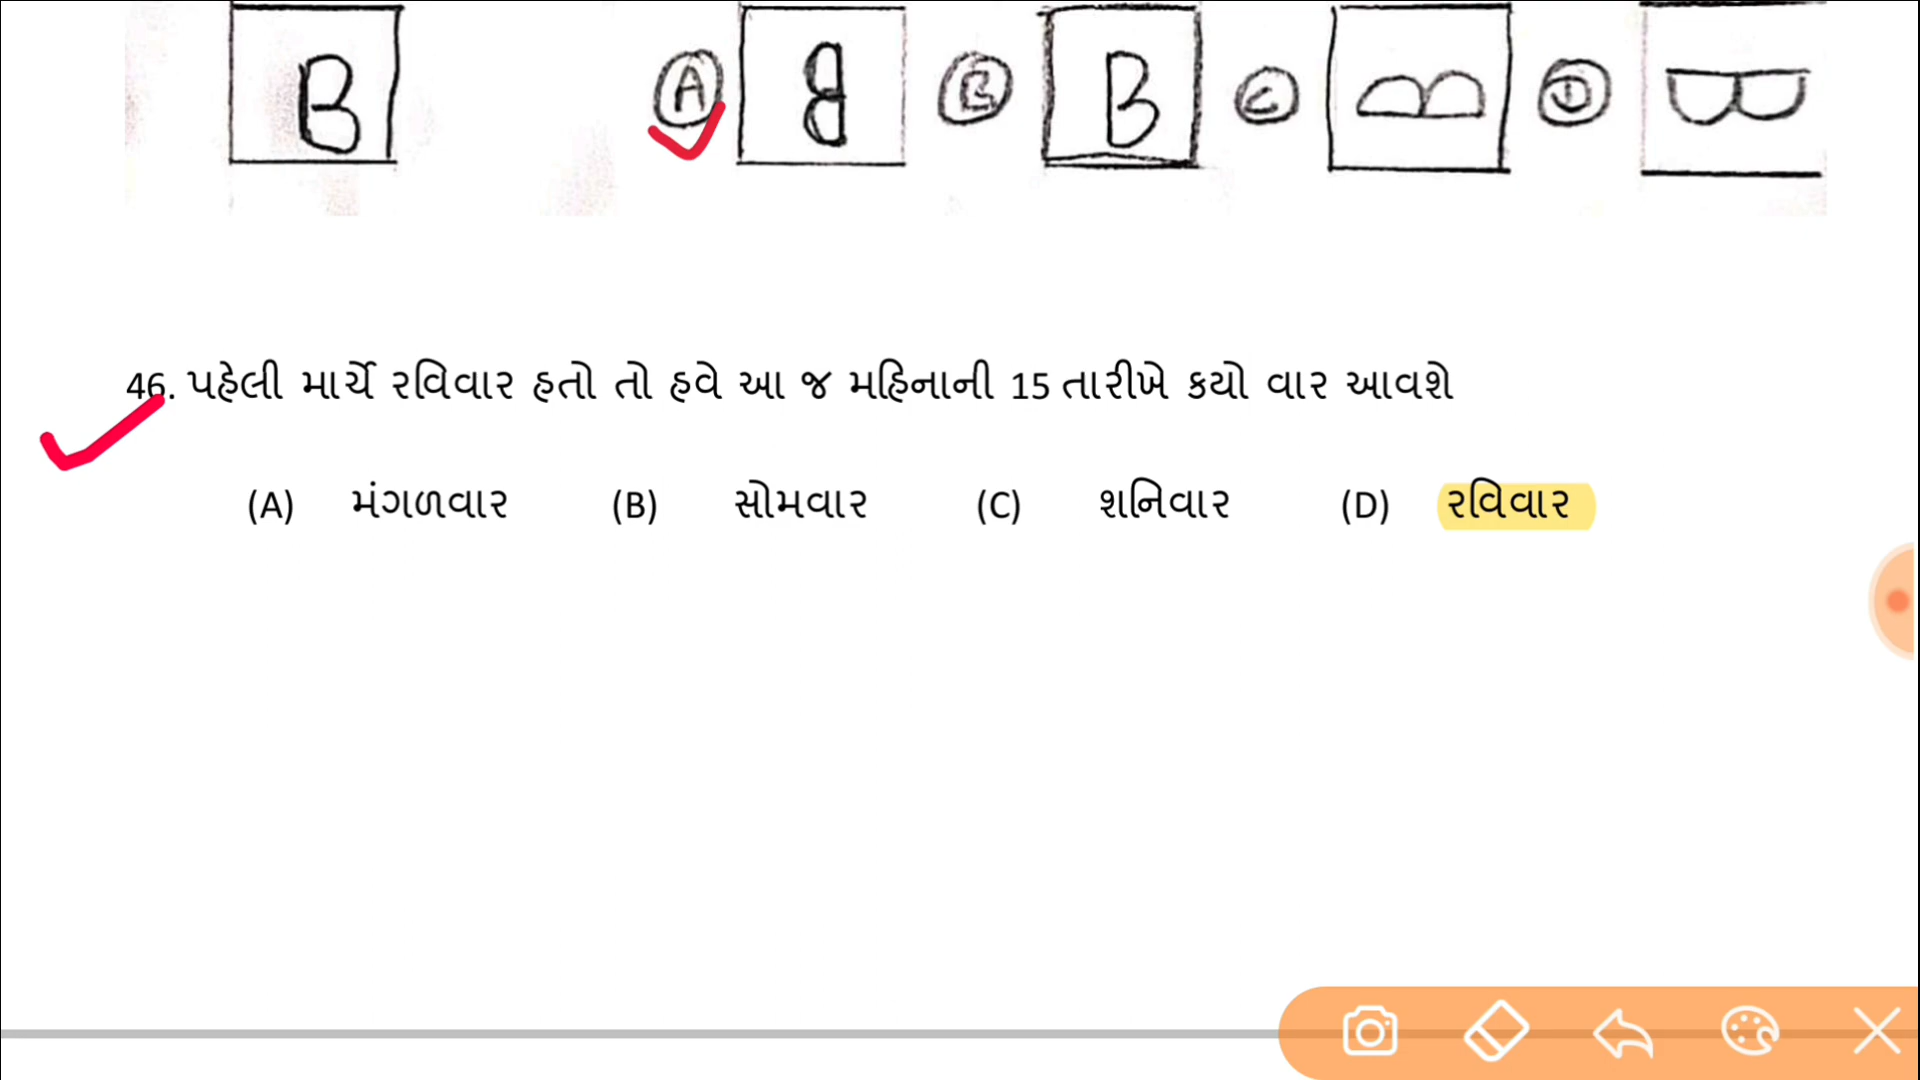 B Ⓐ 8 Ⓑ B Ⓒ Ⓓ
46. પહેલી માર્ચે રવિવાર હતો તો હવે આ જ મહિનાની 15 તારીખે કયો વાર આવશે
(A) મંગળવાર (B) સોમવાર (C) શનિવાર (D) રવિવાર